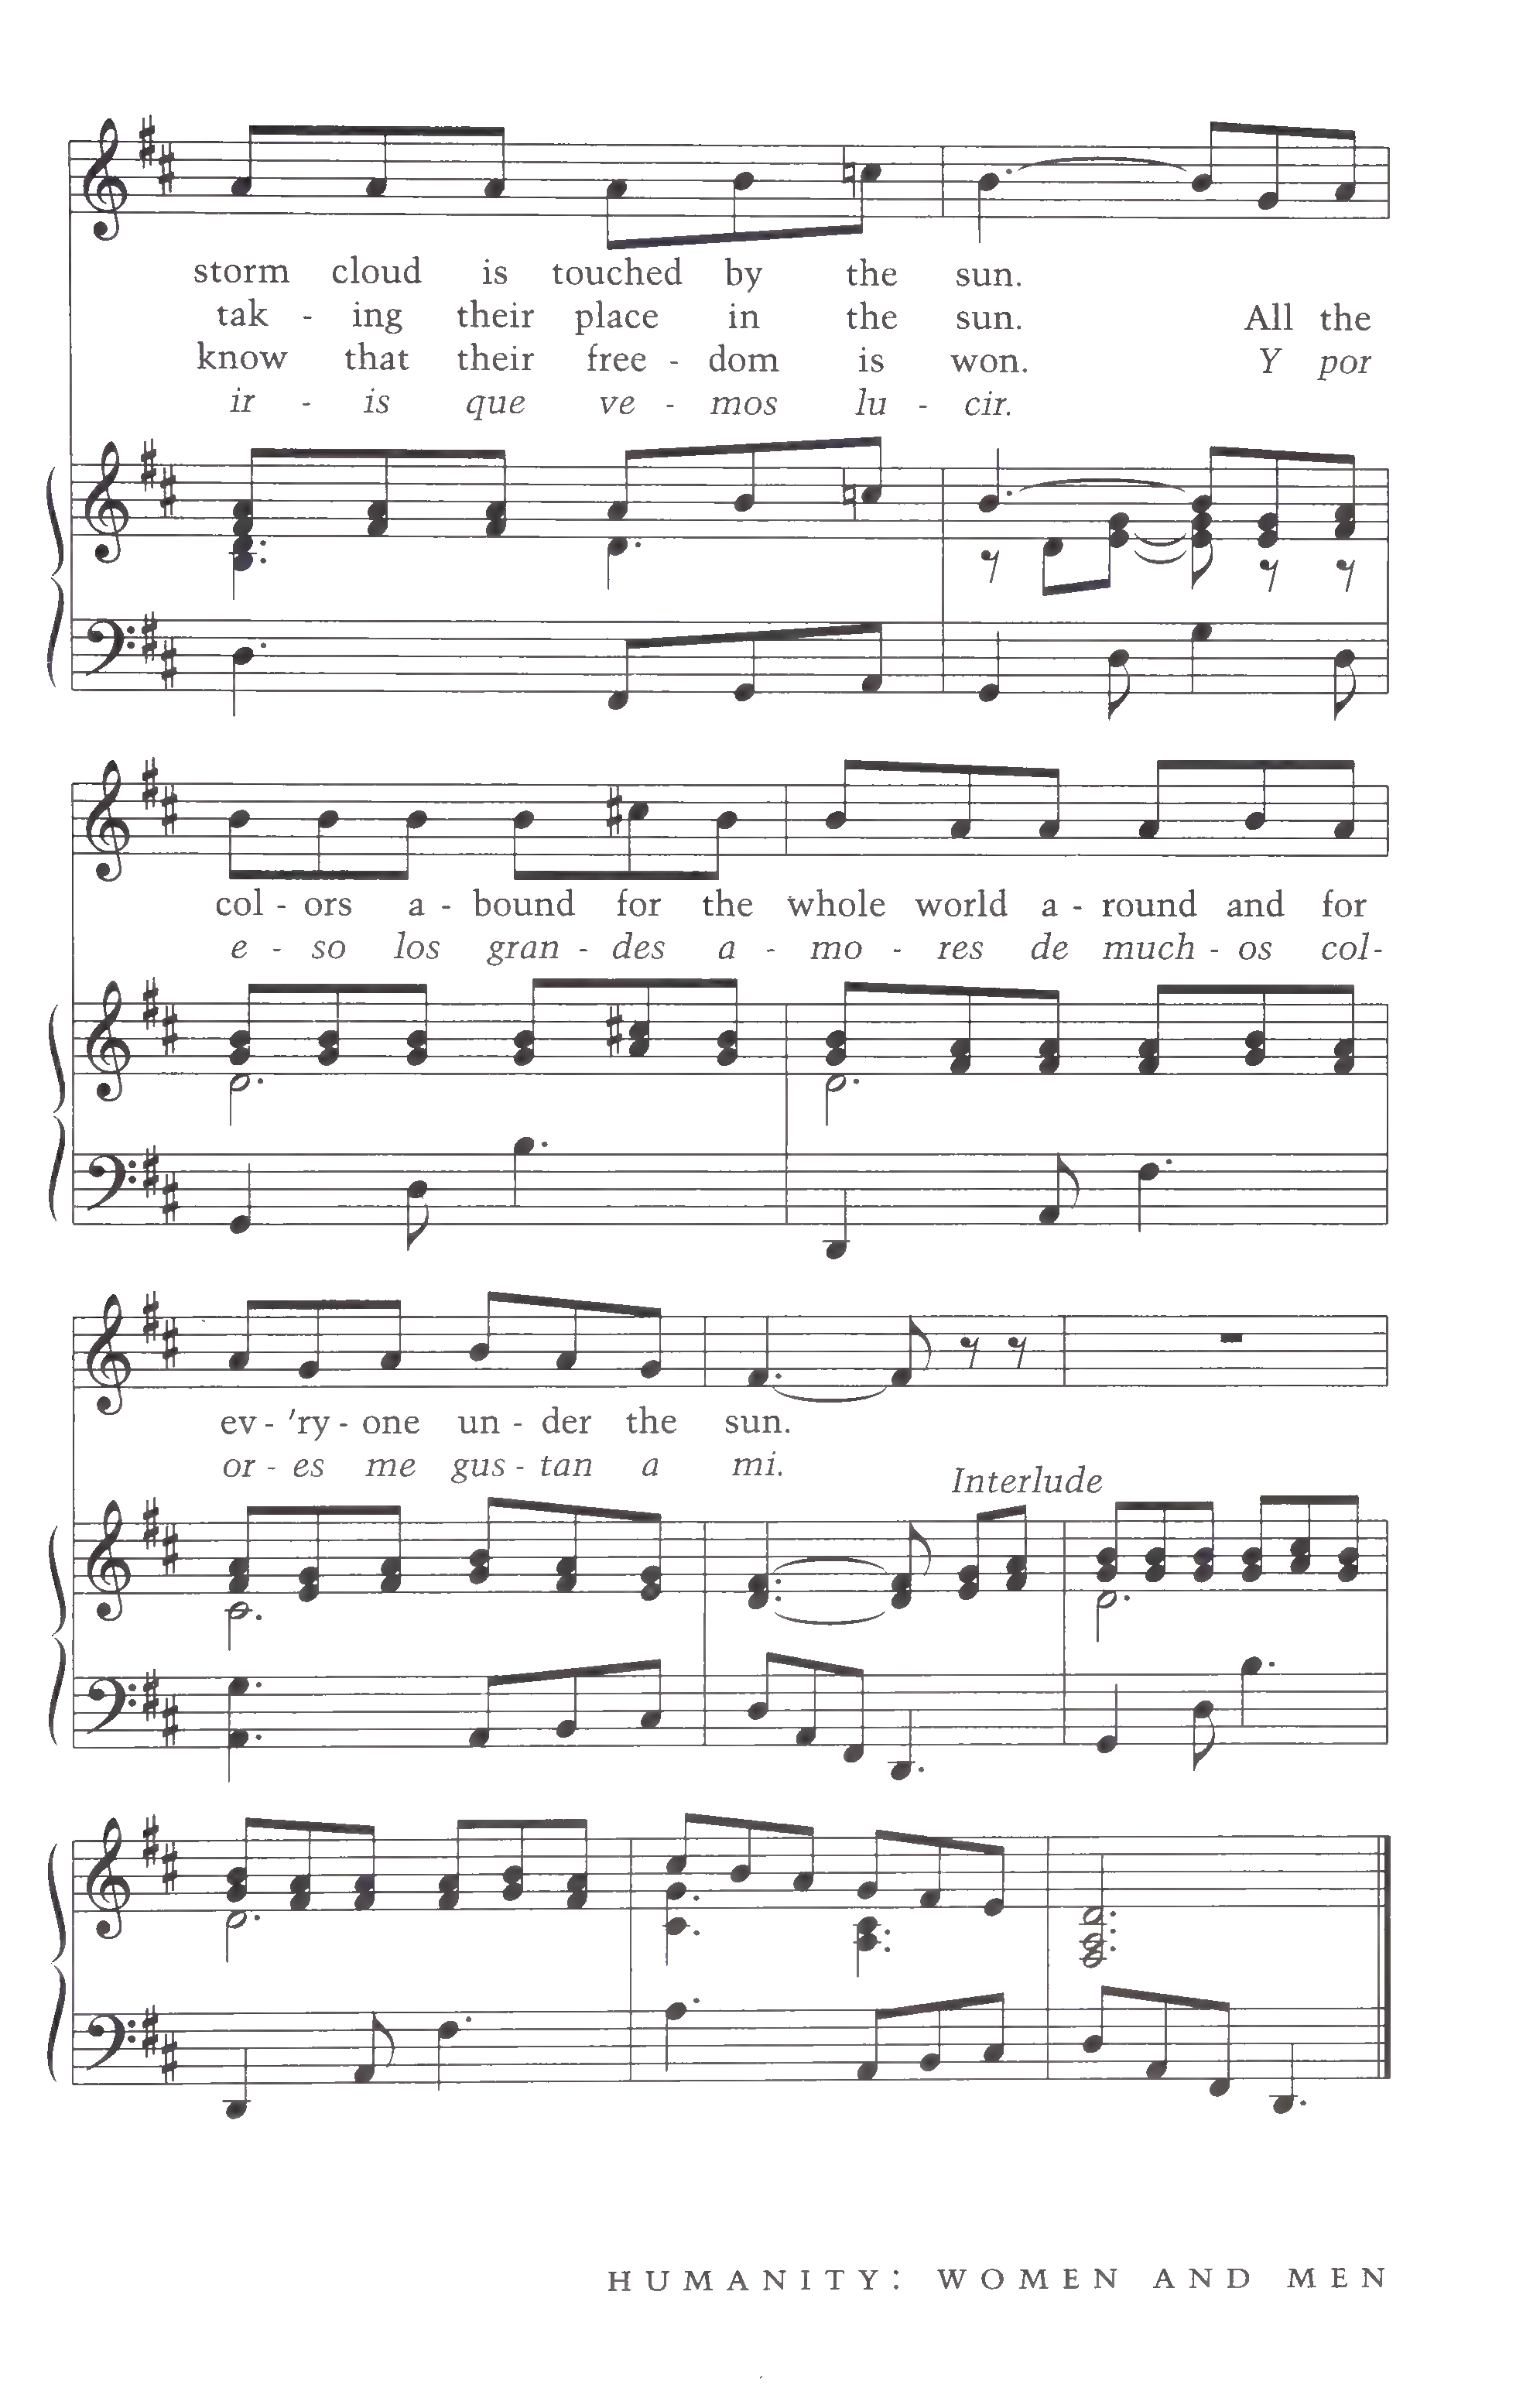 storm cloud is touched by the sun.
tak - ing their place in the sun. All the
know that their free - dom is won. Y por
ir - is que ve - mos lu - cir.
col - ors a - bound for the whole world a - round and for
e - so los gran - des a - mo - res de much - os col-
ev - 'ry - one un - der the sun.
or - es me gus - tan a mi.
Interlude
HUMANITY: WOMEN AND MEN